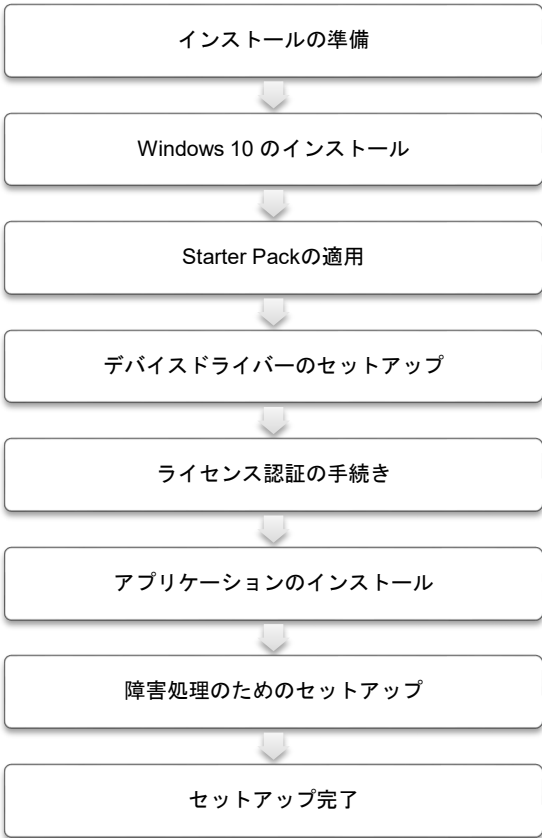 インストールの準備
Windows 10 のインストール
Starter Packの適用
デバイスドライバーのセットアップ
ライセンス認証の手続き
アプリケーションのインストール
障害処理のためのセットアップ
セットアップ完了